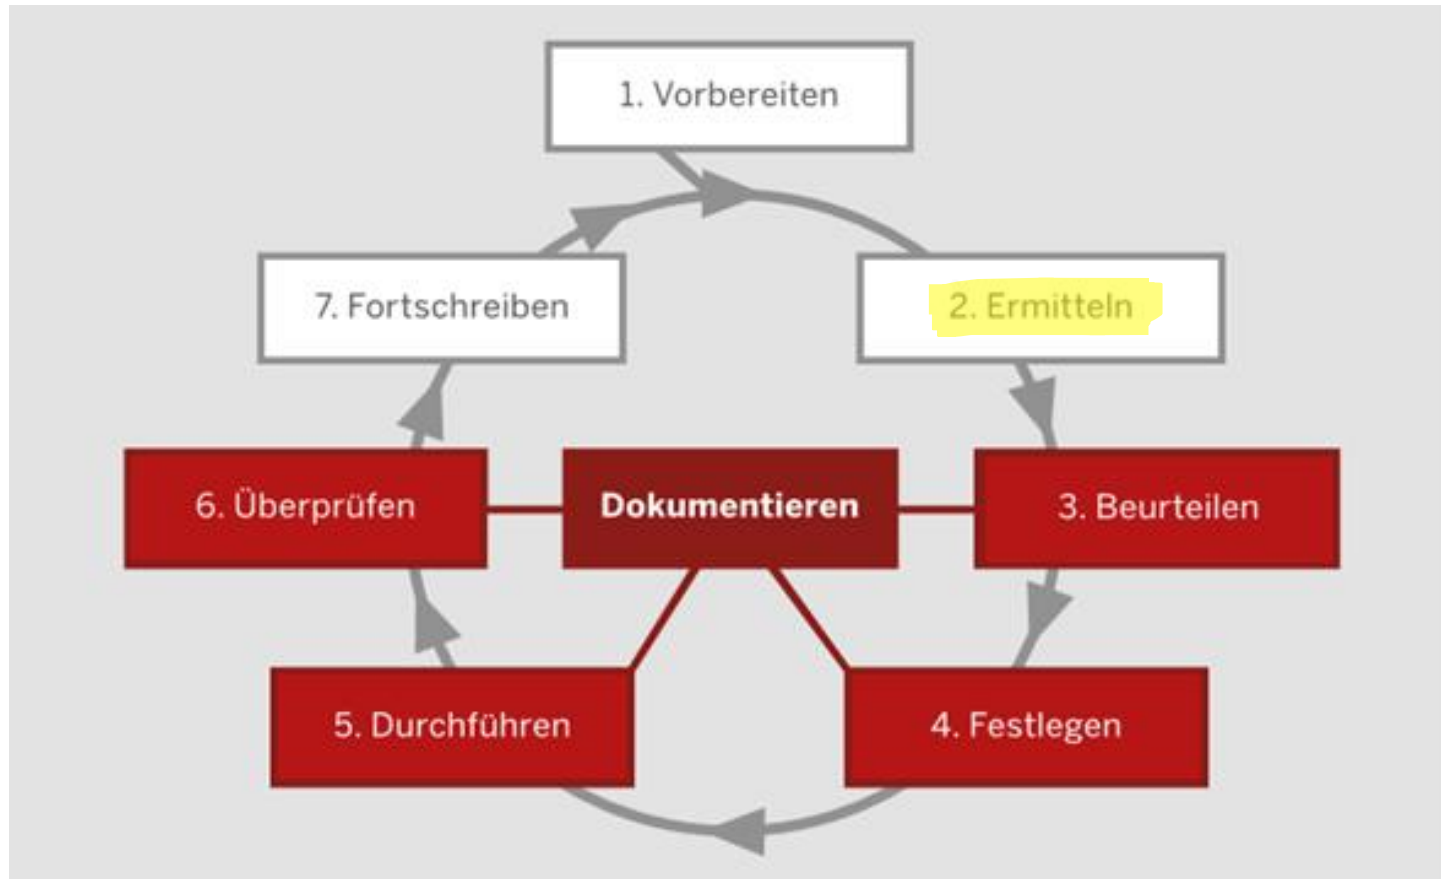 1. Vorbereiten
7. Fortschreiben
2. Ermitteln
6. Überprüfen
Dokumentieren
3. Beurteilen
5. Durchführen
4. Festlegen